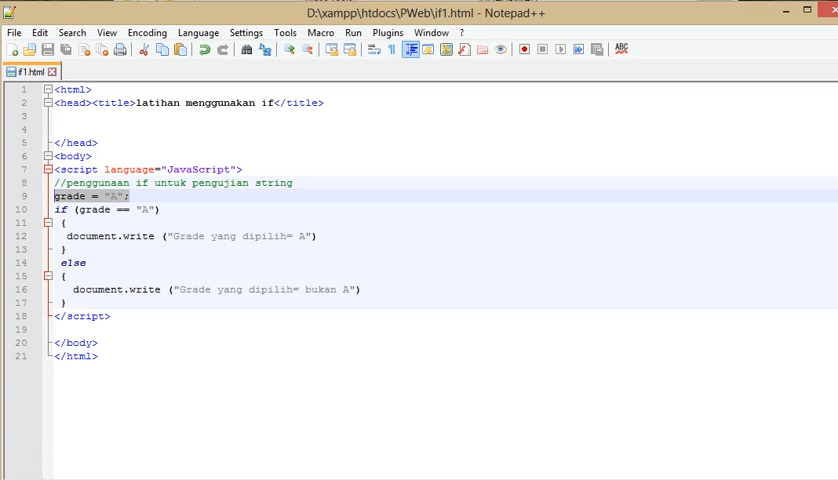 D:\xampp\htdocs\PWeb\if1.html - Notepad++
File Edit Search View Encoding Language Settings Tools Macro Run Plugins Window ?
if1.html
1 <html>
2 <head><title>latihan menggunakan if</title>
3
4
5 </head>
6 <body>
7 <script language="JavaScript">
8 //penggunaan if untuk pengujian string
9 grade = "A";
10 if (grade == "A")
11 {
12 document.write ("Grade yang dipilih= A")
13 }
14 else
15 {
16 document.write ("Grade yang dipilih= bukan A")
17 }
18 </script>
19
20 </body>
21 </html>